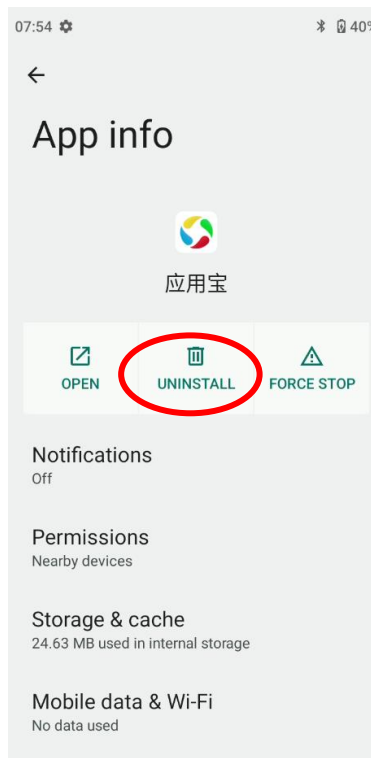 07:54
40%
App info
应用宝
OPEN UNINSTALL FORCE STOP
Notifications
Off
Permissions
Nearby devices
Storage & cache
24.63 MB used in internal storage
Mobile data & Wi-Fi
No data used